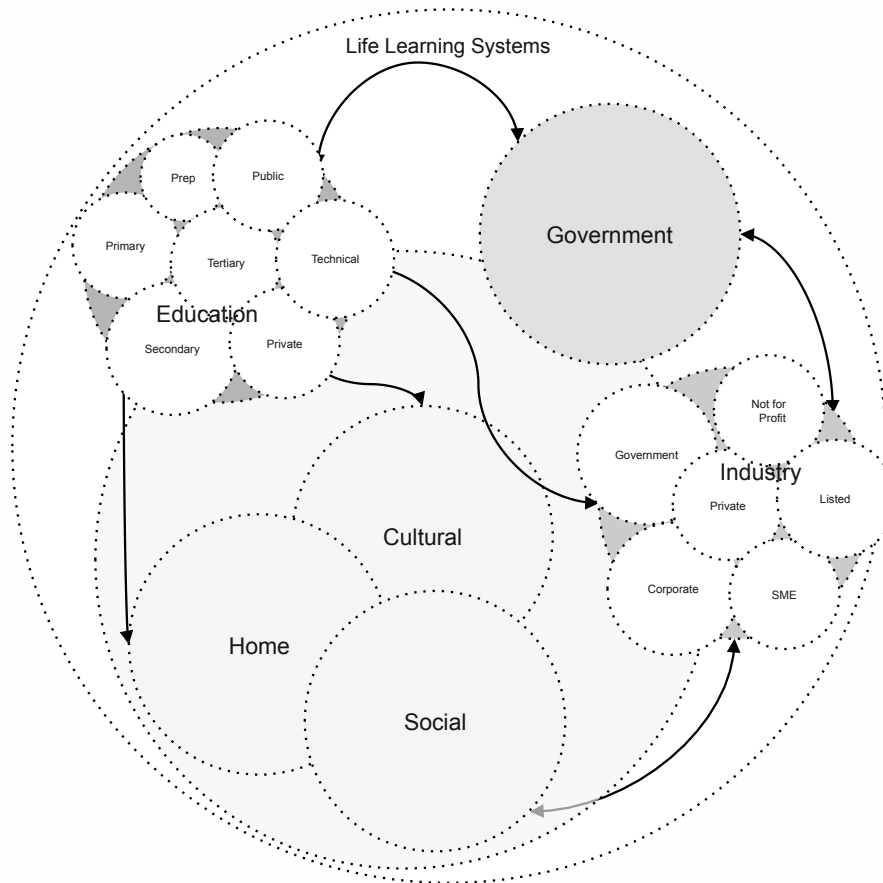 Life Learning Systems
Prep
Public
Primary
Tertiary
Technical
Education
Secondary
Private
Government
Not for
Profit
Government
Industry
Private
Listed
Corporate
SME
Cultural
Home
Social